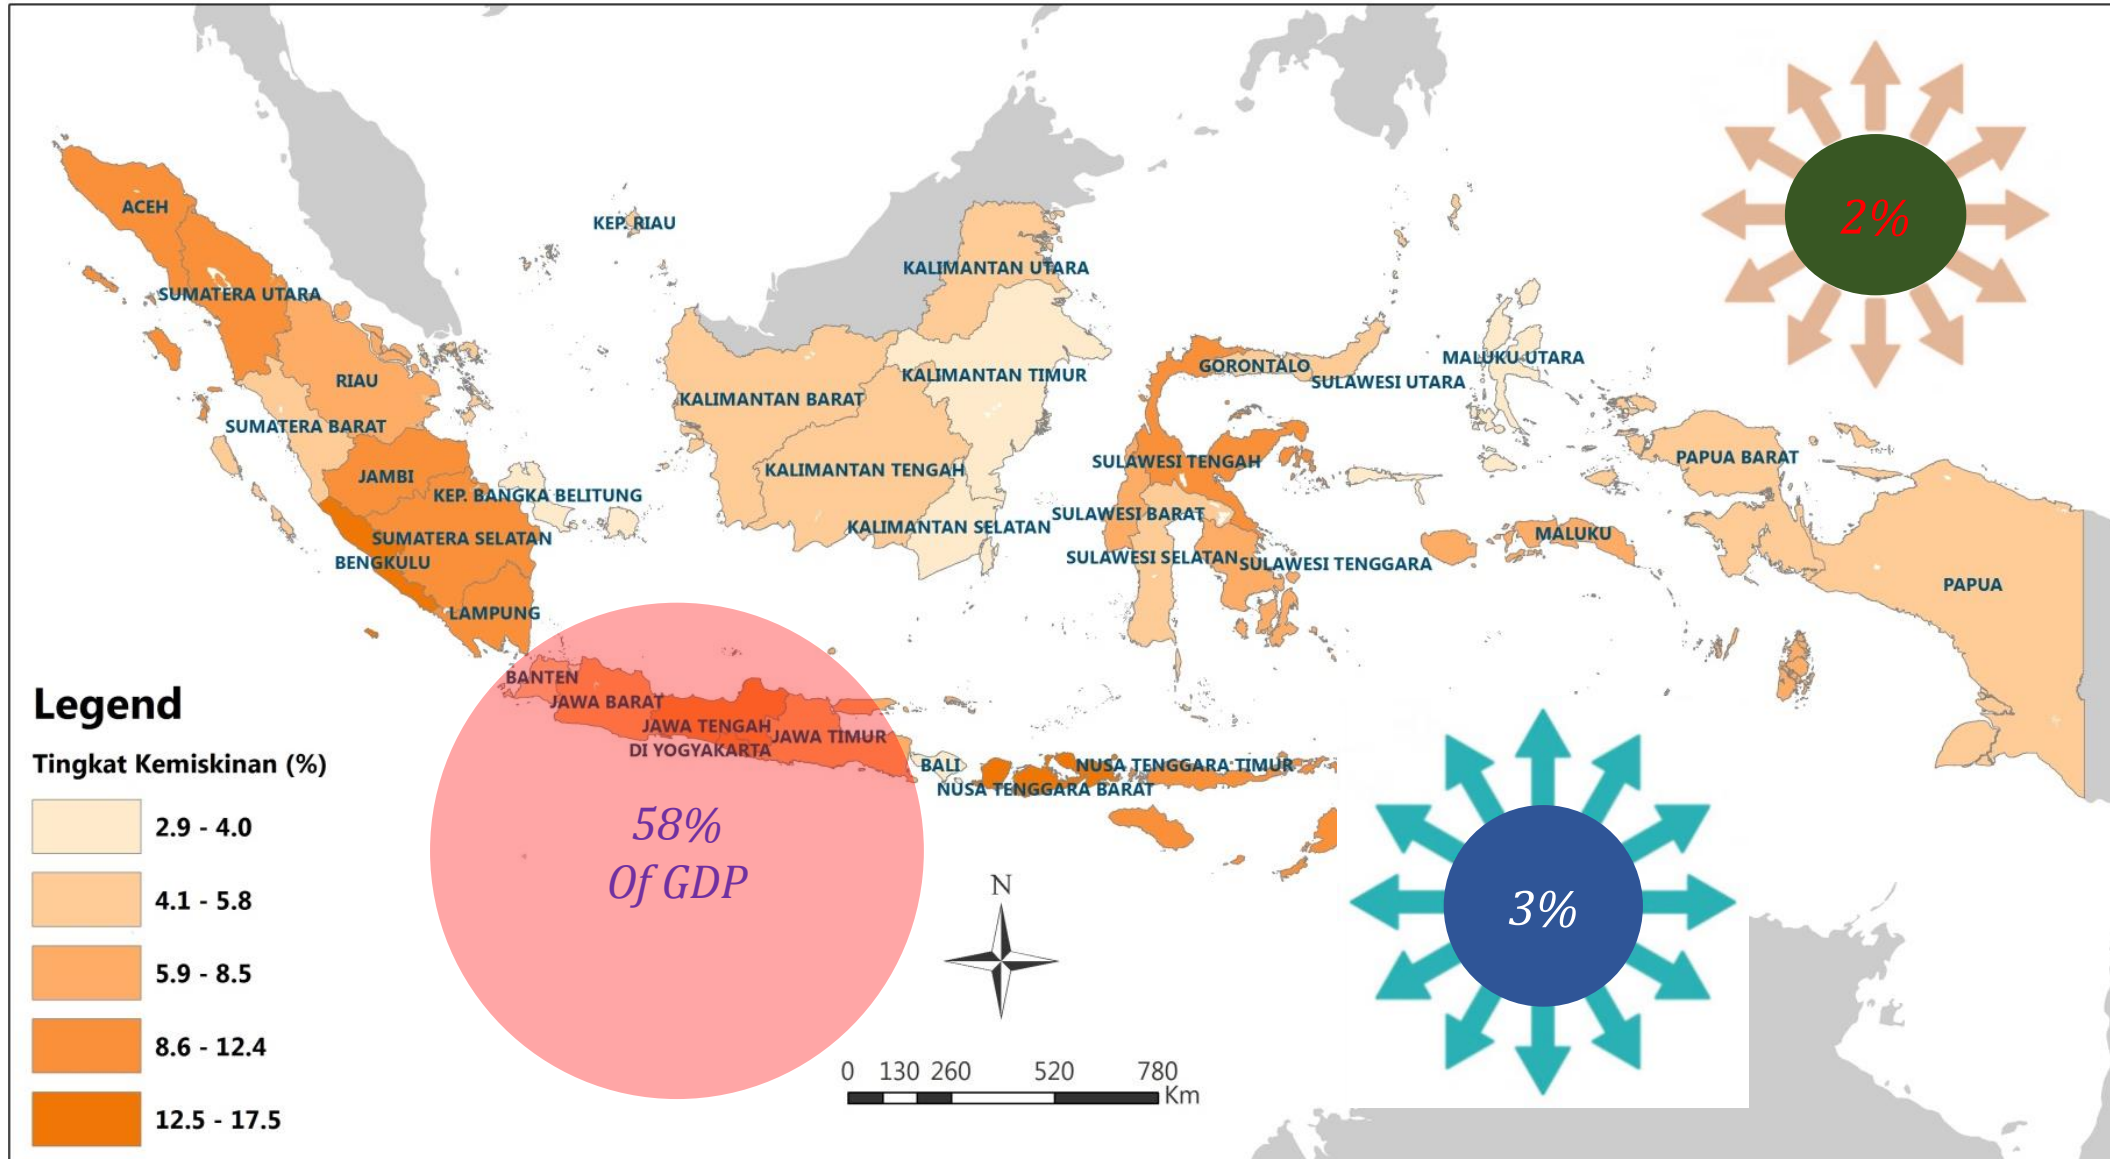 ACEH
KEP. RIAU
2%
KALIMANTAN UTARA
SUMATERA UTARA
MALUKU UTARA
GORONTALO
KALIMANTAN TIMUR
RIAU
SULAWESI UTARA
KALIMANTAN BARAT
SUMATERA BARAT
PAPUA BARAT
SULAWESI TENGAH
KALIMANTAN TENGAH
JAMBI
KEP. BANGKA BELITUNG
SULAWESI BARAT
KALIMANTAN SELATAN
MALUKU
SUMATERA SELATAN
SULAWESI SELATAN
BENGKULU
SULAWESI TENGGARA
PAPUA
LAMPUNG
BANTEN
JAWA BARAT
JAWA TENGAH
JAWA TIMUR
DI YOGYAKARTA
BALI
NUSA TENGGARA TIMUR
NUSA TENGGARA BARAT
58%
Of GDP
3%
N
0 130 260 520 780
Km
Legend
Tingkat Kemiskinan (%)
2.9 - 4.0
4.1 - 5.8
5.9 - 8.5
8.6 - 12.4
12.5 - 17.5